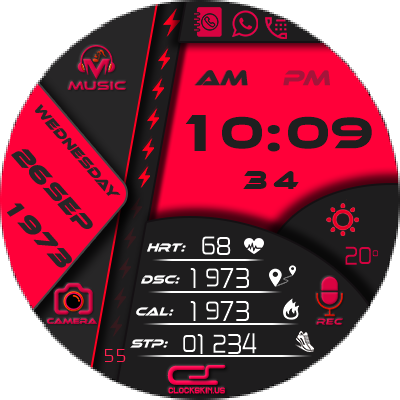 AM PM
MUSIC
10:09
34
WEDNESDAY
26SEP
1973
HRT: 68
20°
DSC: 1973
CAL: 1973
CAMERA
REC
STP: 01234
55
CS
CLOCKSKIN.US